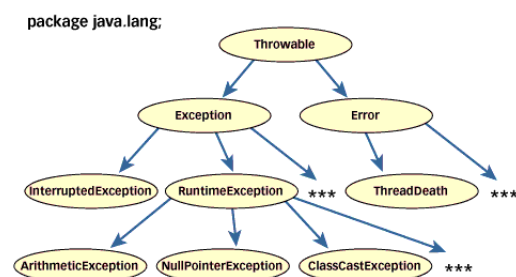 package java.lang;
Throwable
Exception
Error
InterruptedException
RuntimeException
***
ThreadDeath
***
ArithmeticException
NullPointerException
ClassCastException
***